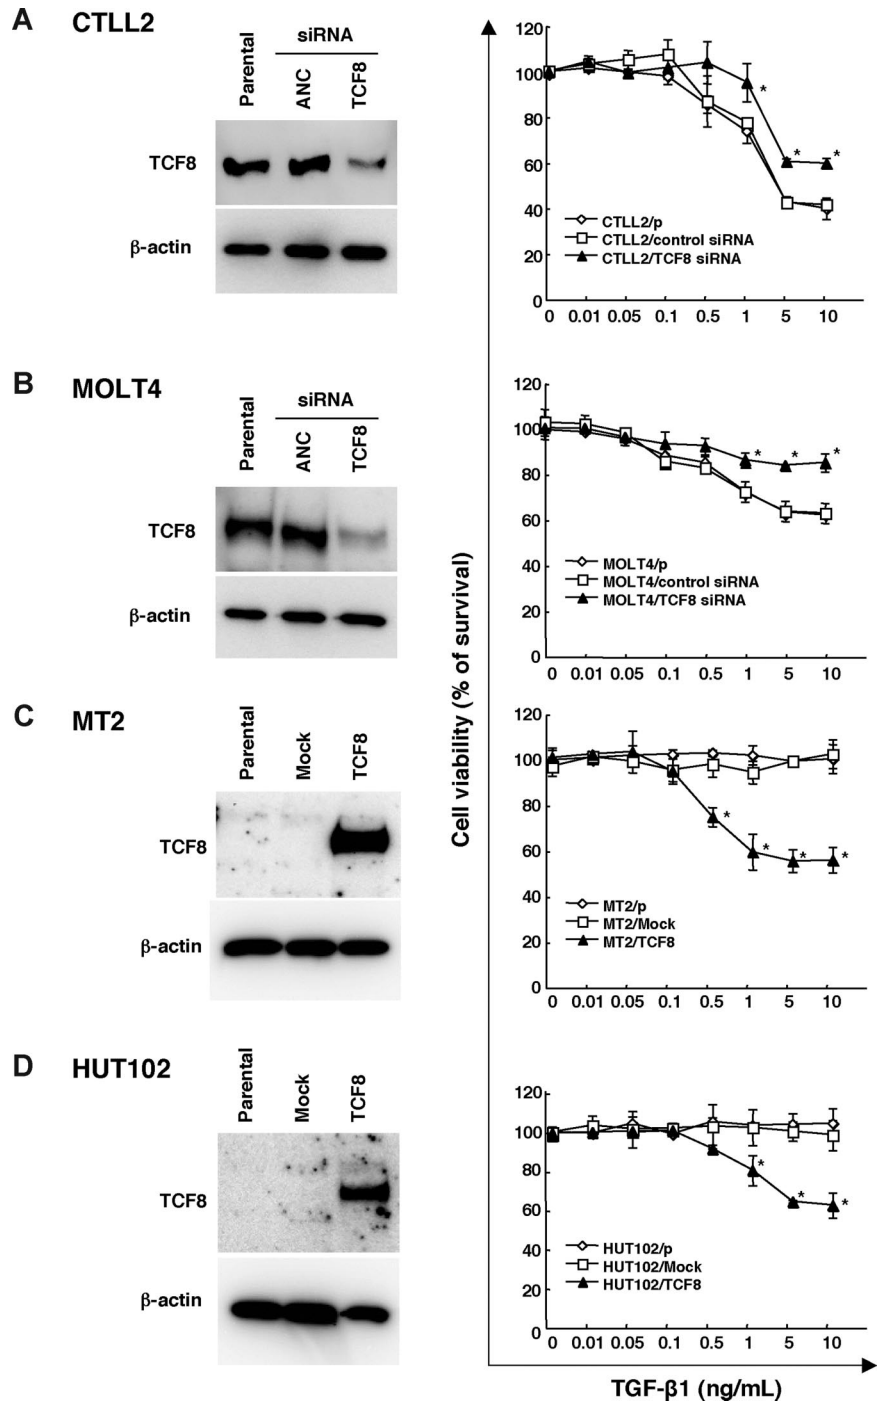 A CTLL2
siRNA
Parental
ANC
TCF8
TCF8
β-actin
120
100
80
60
40
20
0
* * *
CTLL2/p
CTLL2/control siRNA
CTLL2/TCF8 siRNA
0 0.01 0.05 0.1 0.5 1 5 10
B MOLT4
siRNA
Parental
ANC
TCF8
TCF8
β-actin
120
100
80
60
40
20
0
* * *
MOLT4/p
MOLT4/control siRNA
MOLT4/TCF8 siRNA
0 0.01 0.05 0.1 0.5 1 5 10
C MT2
Parental
Mock
TCF8
TCF8
β-actin
120
100
80
60
40
20
0
* * * *
MT2/p
MT2/Mock
MT2/TCF8
0 0.01 0.05 0.1 0.5 1 5 10
D HUT102
Parental
Mock
TCF8
TCF8
β-actin
120
100
80
60
40
20
0
* * *
HUT102/p
HUT102/Mock
HUT102/TCF8
0 0.01 0.05 0.1 0.5 1 5 10
Cell viability (% of survival)
TGF-β1 (ng/mL)